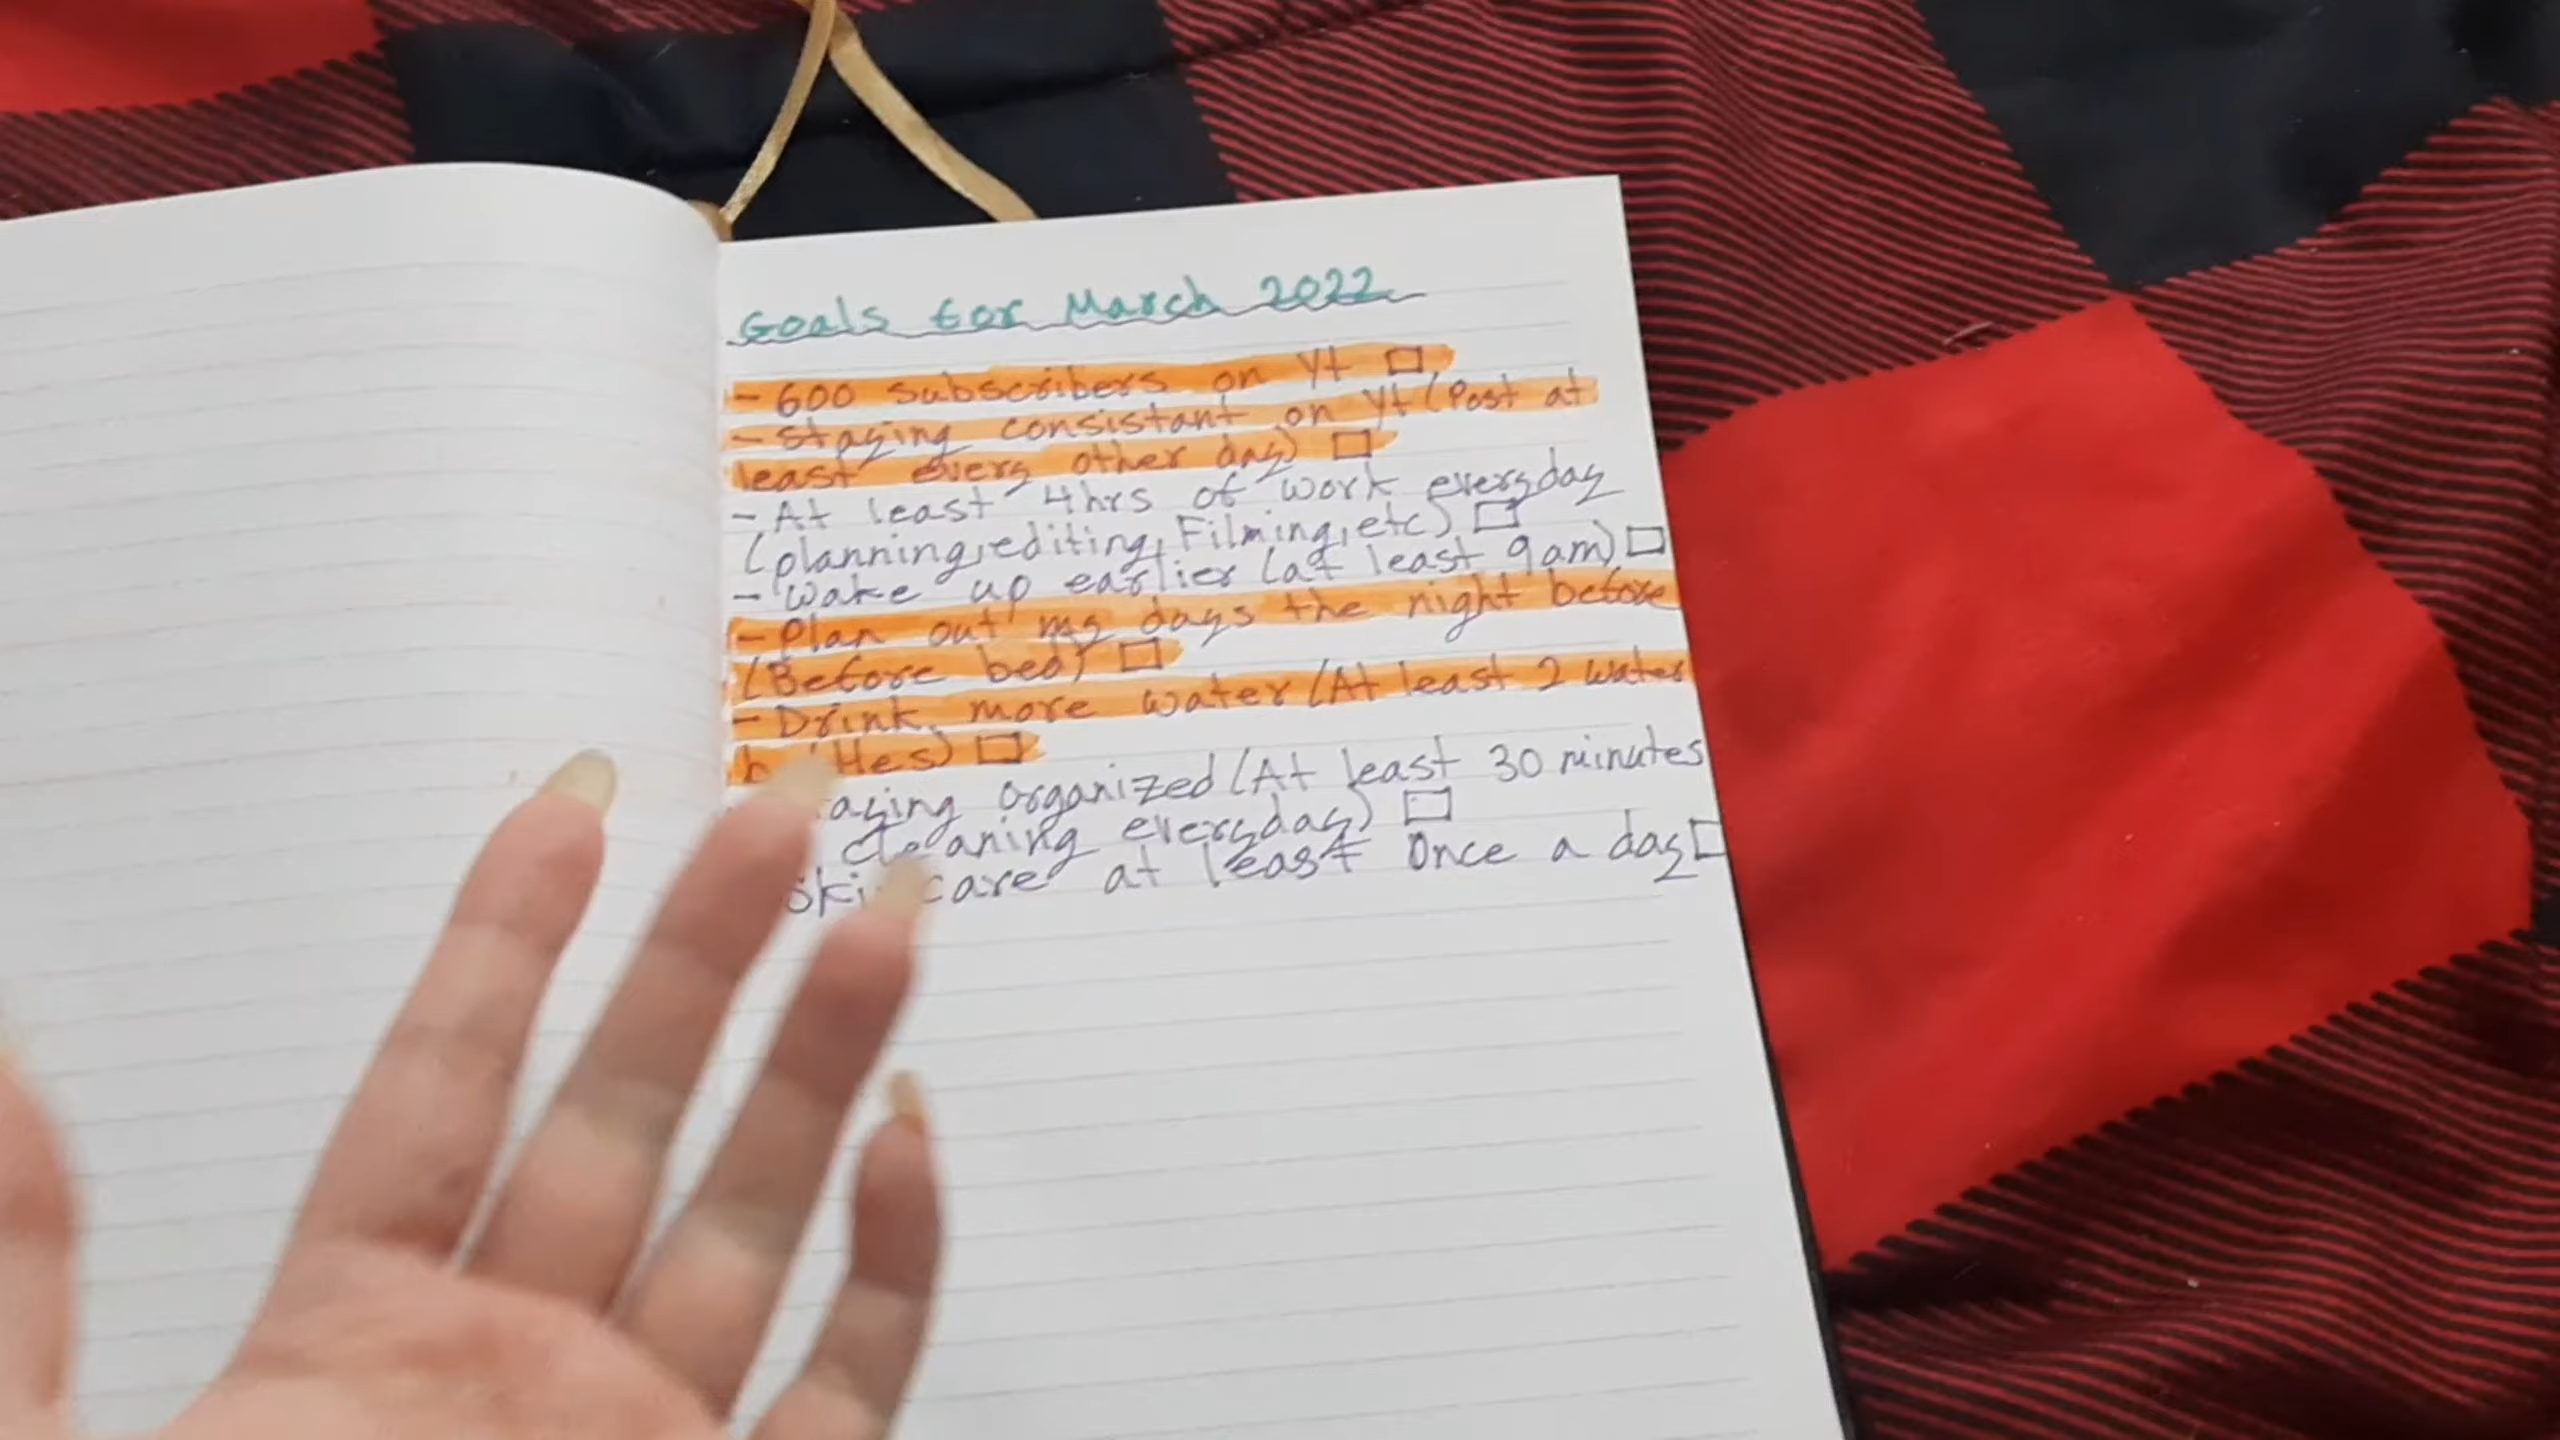 Goals for March 2022
- 600 subscribers on Yt
- Staying consistant on Yt (Post at
least every other day)
- At least 4hrs of work everyday
(planning, editing, Filming, etc)
- Wake up earlier (at least 9am)
- Plan out my days the night before
(Before bed)
- Drink more water (At least 2 water
bottles)
Staying organized (At least 30 minutes
cleaning everyday)
Skin care at least Once a day